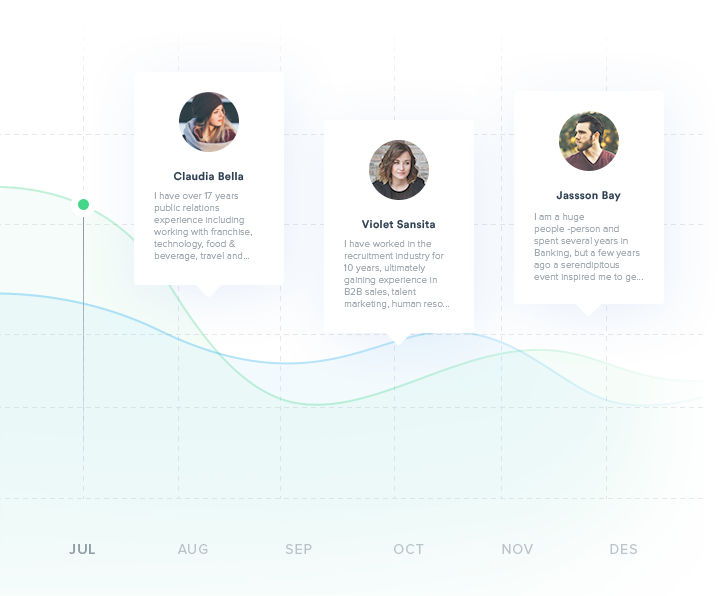 Claudia Bella
I have over 17 years
public relations
experience including
working with franchise,
technology, food &
beverage, travel and...
Violet Sansita
I have worked in the
recruitment industry for
10 years, ultimately
gaining experience in
B2B sales, talent
marketing, human reso...
Jassson Bay
I am a huge
people -person and
spent several years in
Banking, but a few years
ago a serendipitous
event inspired me to ge...
JUL AUG SEP OCT NOV DES